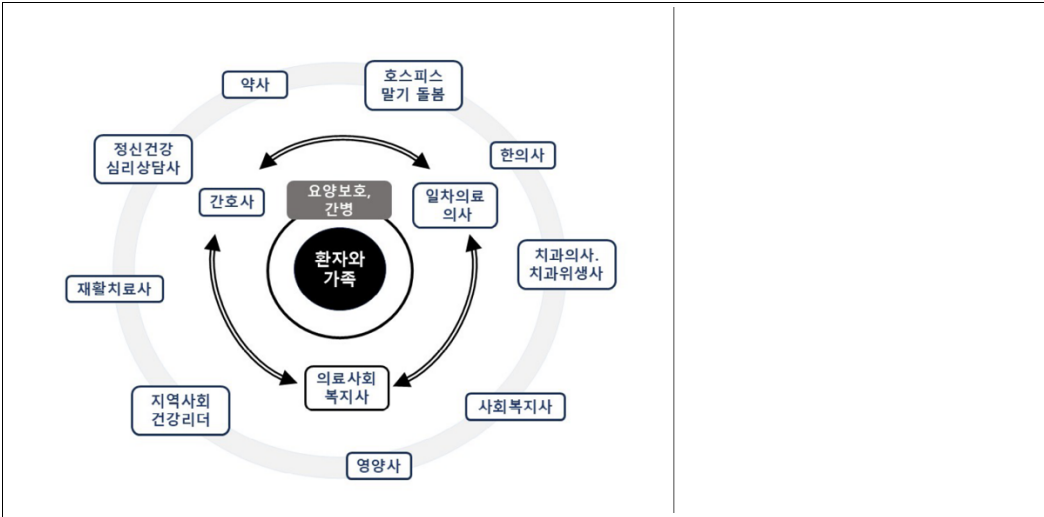 약사
호스피스
말기 돌봄
정신건강
심리상담사
한의사
간호사
요양보호,
간병
일차의료
의사
환자와
가족
치과의사.
치과위생사
재활치료사
의료사회
복지사
지역사회
건강리더
사회복지사
영양사